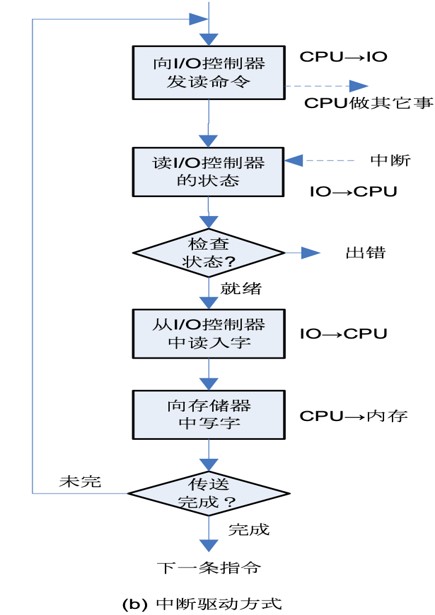 向I/O控制器
发读命令
CPU→IO
CPU做其它事
读I/O控制器
的状态
中断
IO→CPU
检查
状态?
出错
就绪
从I/O控制器
中读入字
IO→CPU
向存储器
中写字
CPU→内存
未完
传送
完成？
完成
下一条指令
(b) 中断驱动方式